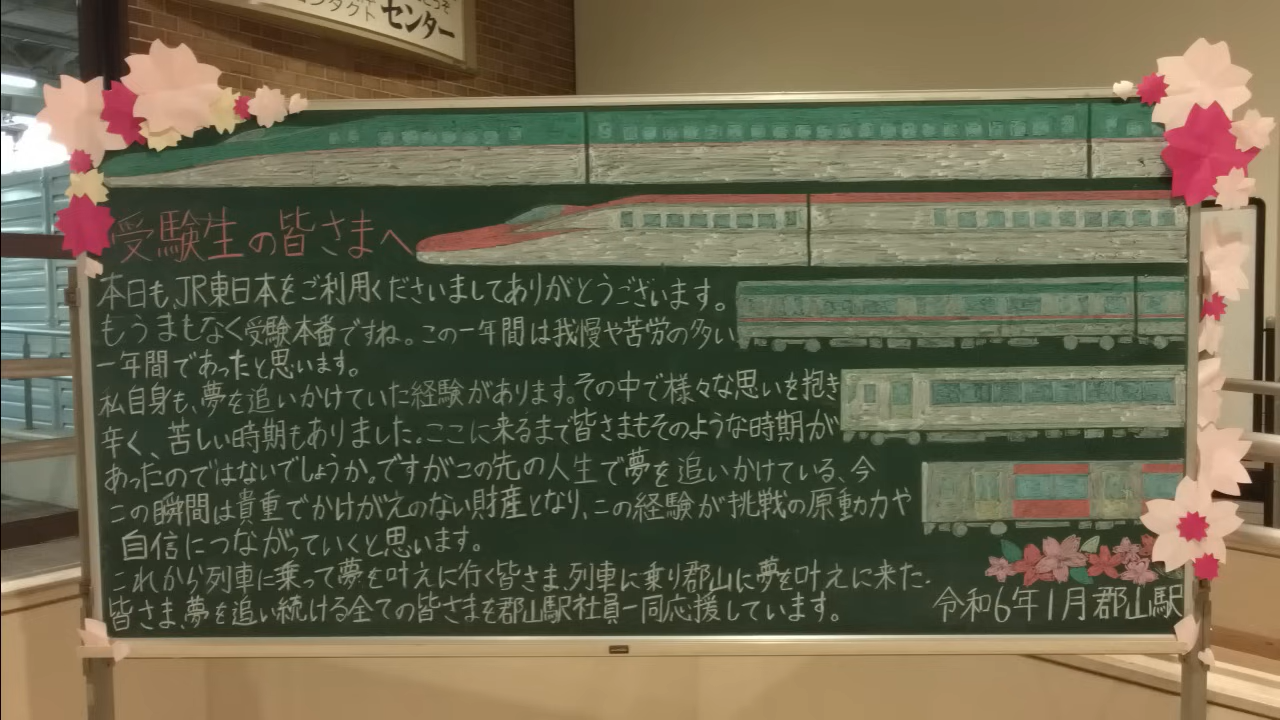 コンタクト
センター
受験生の皆さまへ
本日も、JR東日本をご利用くださいましてありがとうございます。
もうまもなく受験本番ですね。この一年間は我慢や苦労の多い
一年間であったと思います。
私自身も、夢を追いかけていた経験があります。その中で様々な思いを抱き
辛く、苦しい時期もありました。ここに来るまで皆さまもそのような時期が
あったのではないでしょうか。ですがこの先の人生で夢を追いかけている、今
この瞬間は貴重でかけがえのない財産となり、この経験が挑戦の原動力や
自信につながっていくと思います。
これから列車に乗って夢を叶えに行く皆さま、列車に乗り郡山に夢を叶えに来た
皆さま、夢を追い続ける全ての皆さまを郡山駅社員一同応援しています。
令和6年1月郡山駅